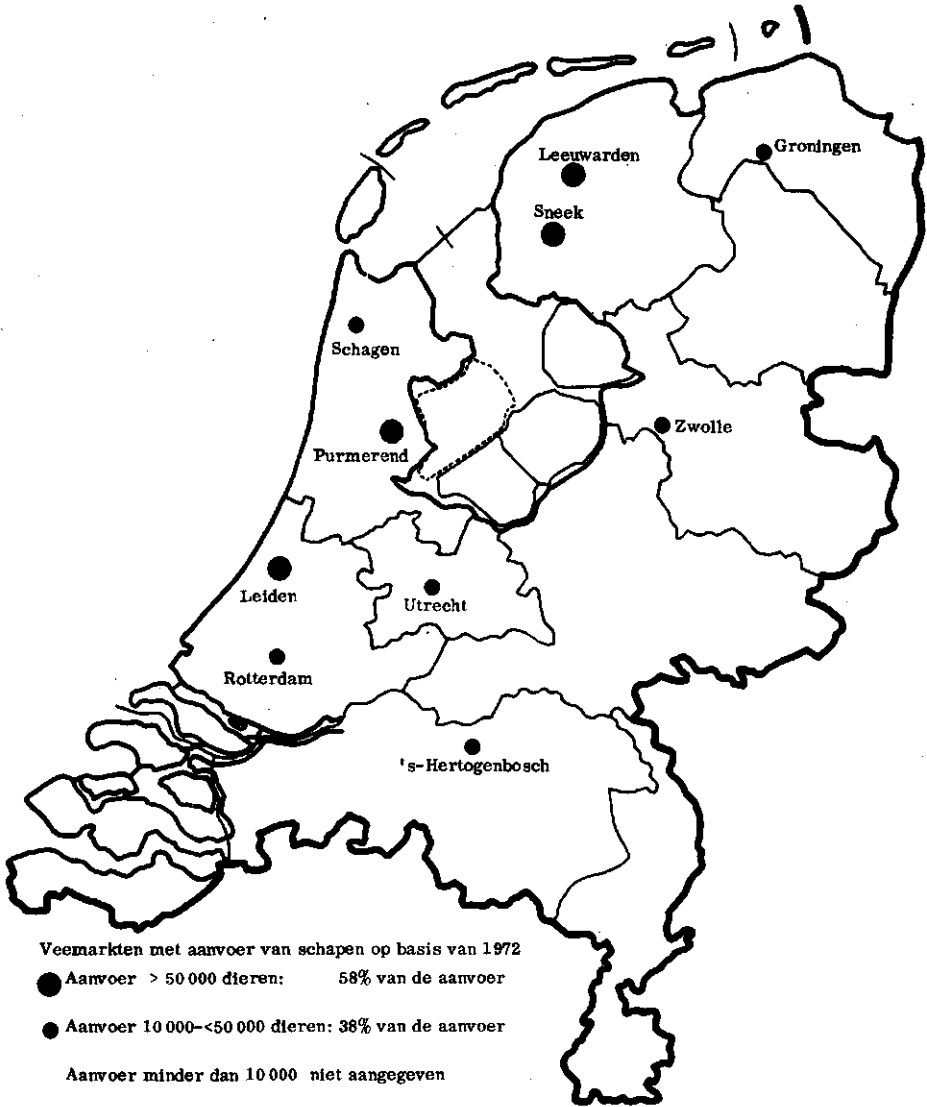 Leeuwarden
Groningen
Sneek
Schagen
Purmerend
Zwolle
Leiden
Utrecht
Rotterdam
's-Hertogenbosch
Veemarkten met aanvoer van schapen op basis van 1972
Aanvoer > 50 000 dieren: 58% van de aanvoer
Aanvoer 10 000-<50 000 dieren: 38% van de aanvoer
Aanvoer minder dan 10 000 niet aangegeven